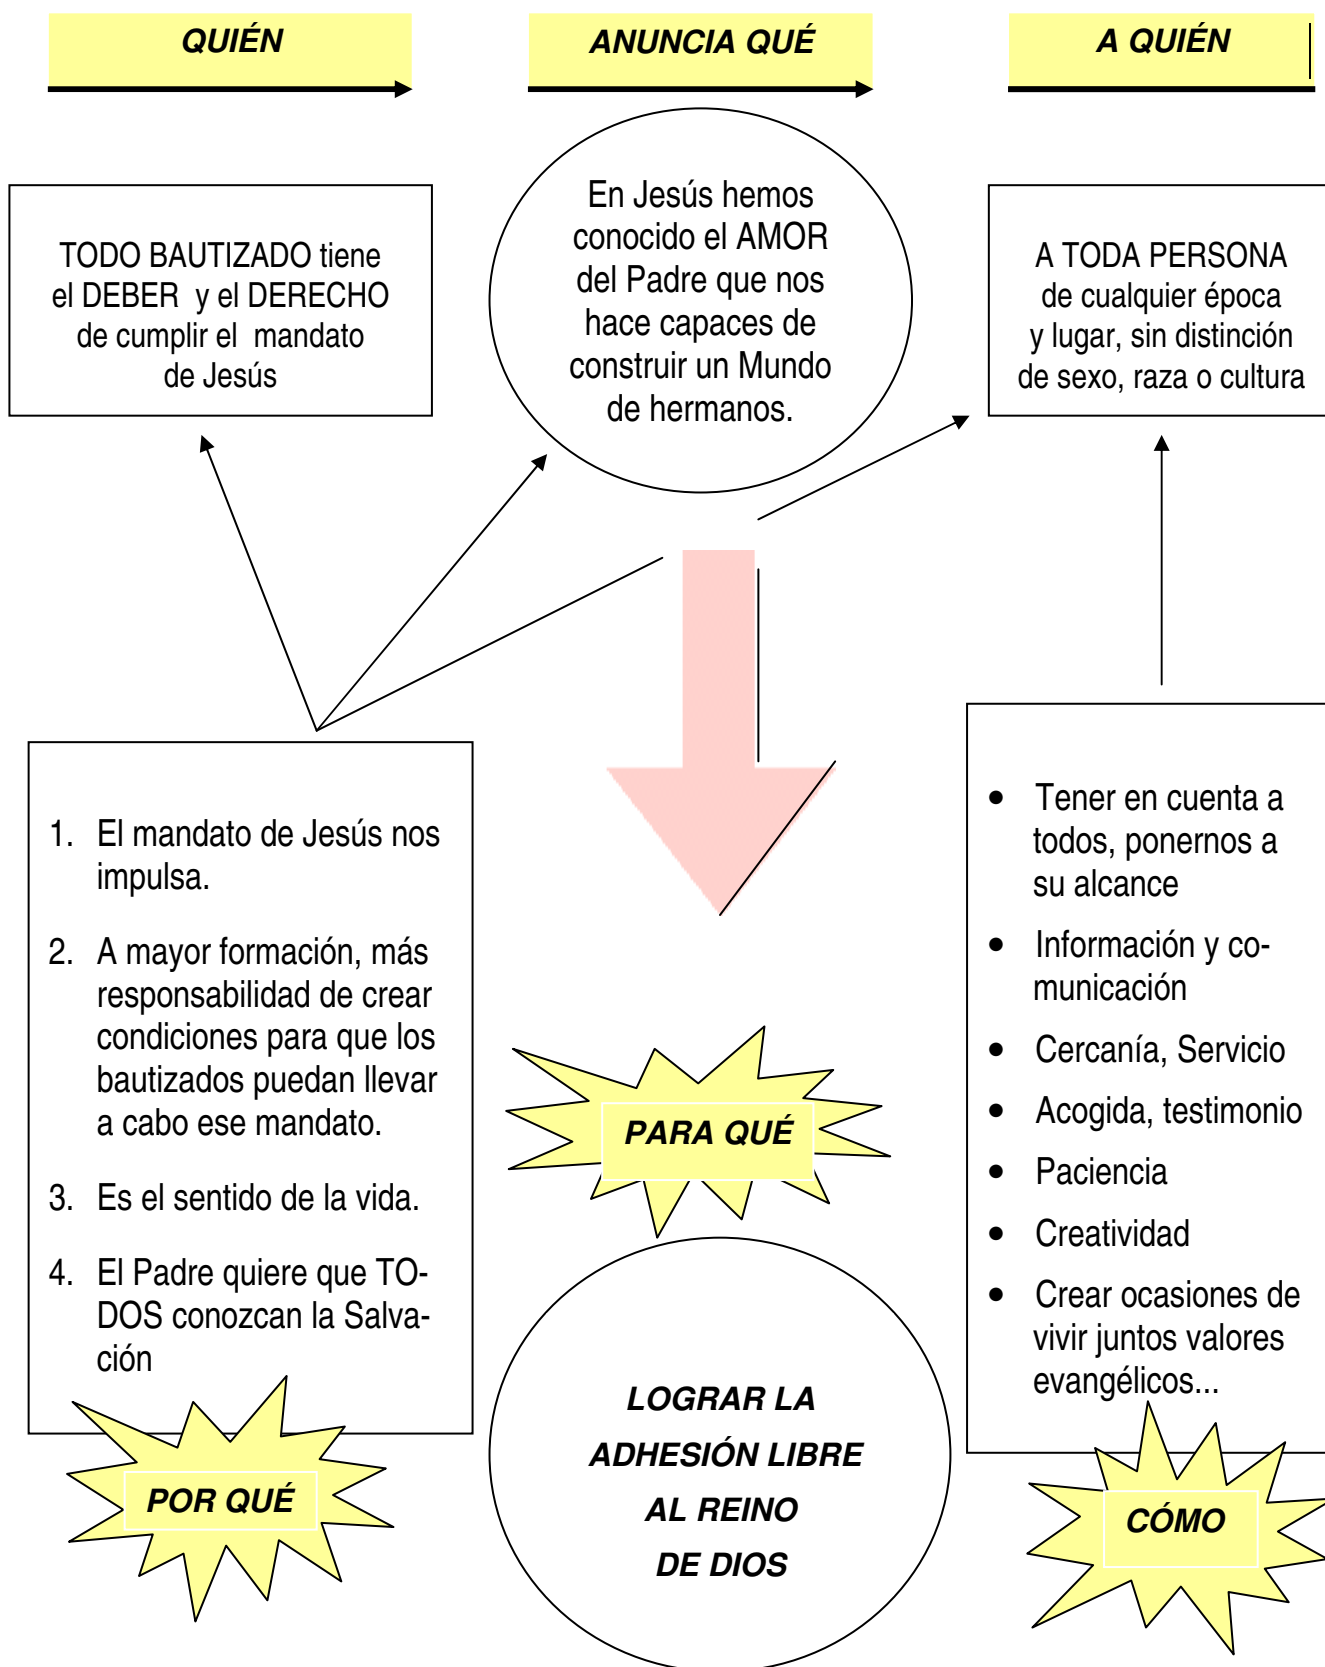 QUIÉN
ANUNCIA QUÉ
A QUIÉN
TODO BAUTIZADO tiene
el DEBER y el DERECHO
de cumplir el mandato
de Jesús
En Jesús hemos
conocido el AMOR
del Padre que nos
hace capaces de
construir un Mundo
de hermanos.
A TODA PERSONA
de cualquier época
y lugar, sin distinción
de sexo, raza o cultura
1. El mandato de Jesús nos
impulsa.
2. A mayor formación, más
responsabilidad de crear
condiciones para que los
bautizados puedan llevar
a cabo ese mandato.
3. Es el sentido de la vida.
4. El Padre quiere que TO-
DOS conozcan la Salva-
ción
POR QUÉ
PARA QUÉ
LOGRAR LA
ADHESIÓN LIBRE
AL REINO
DE DIOS
• Tener en cuenta a
todos, ponernos a
su alcance
• Información y co-
municación
• Cercanía, Servicio
• Acogida, testimonio
• Paciencia
• Creatividad
• Crear ocasiones de
vivir juntos valores
evangélicos...
CÓMO